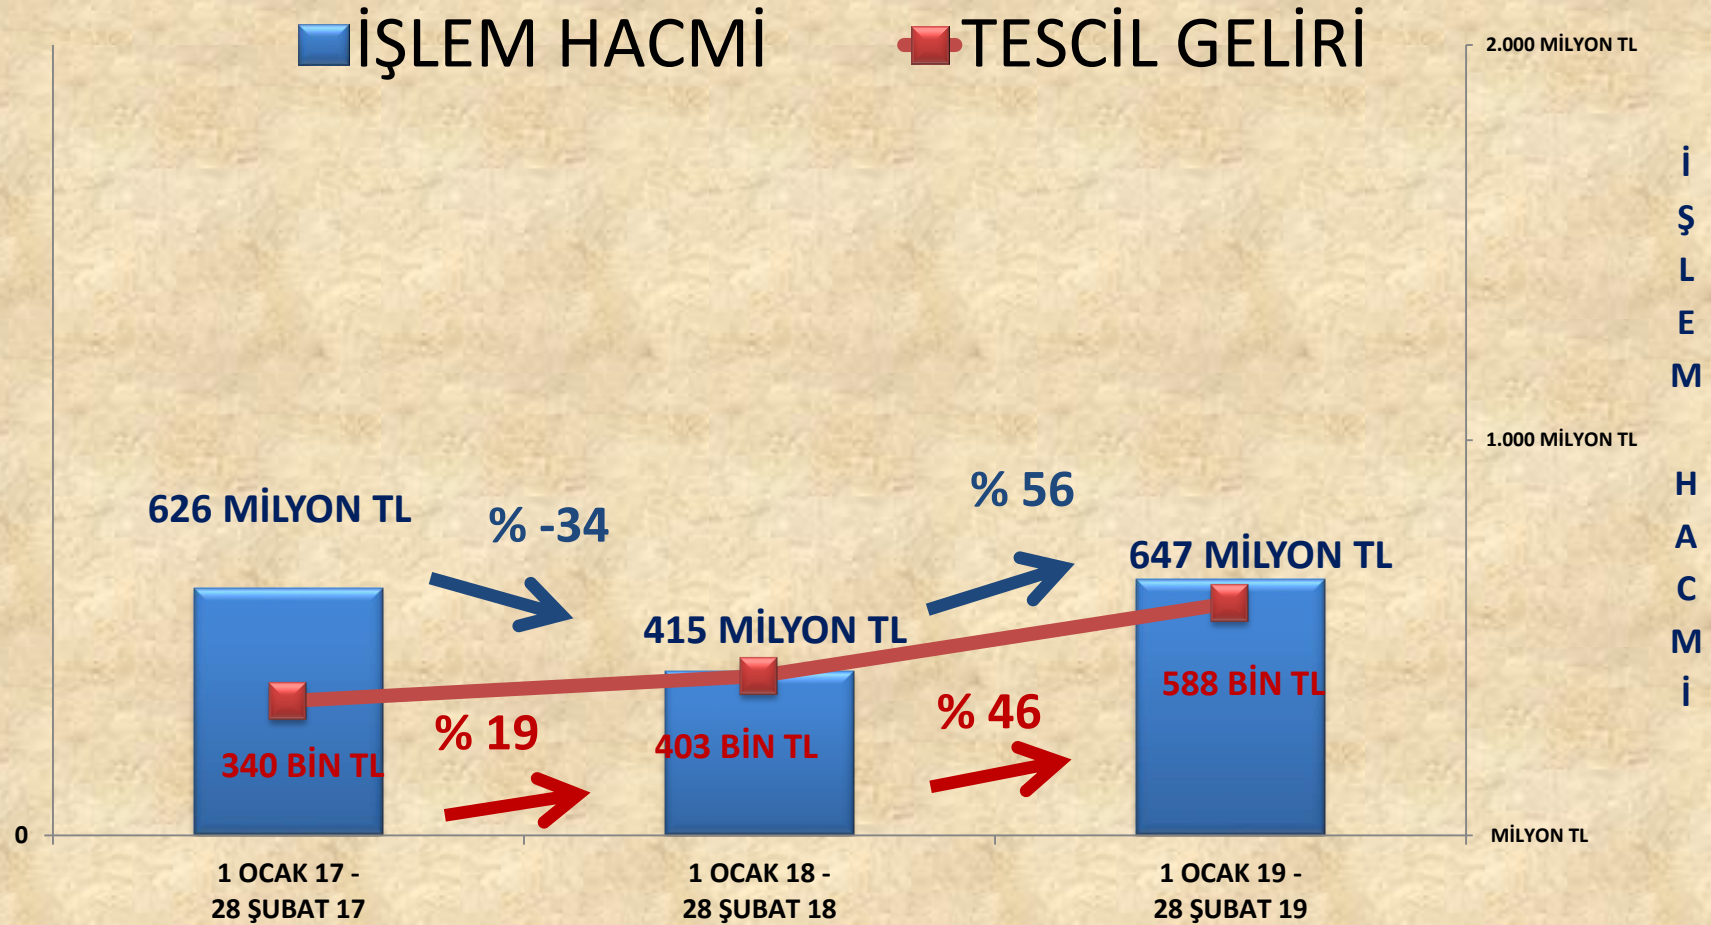 İŞLEM HACMİ
TESCİL GELİRİ
2.000 MİLYON TL
1.000 MİLYON TL
MİLYON TL
İŞLEM HACMİ
626 MİLYON TL
% -34
% 56
415 MİLYON TL
647 MİLYON TL
340 BİN TL
% 19
403 BİN TL
% 46
588 BİN TL
0
1 OCAK 17 -
28 ŞUBAT 17
1 OCAK 18 -
28 ŞUBAT 18
1 OCAK 19 -
28 ŞUBAT 19